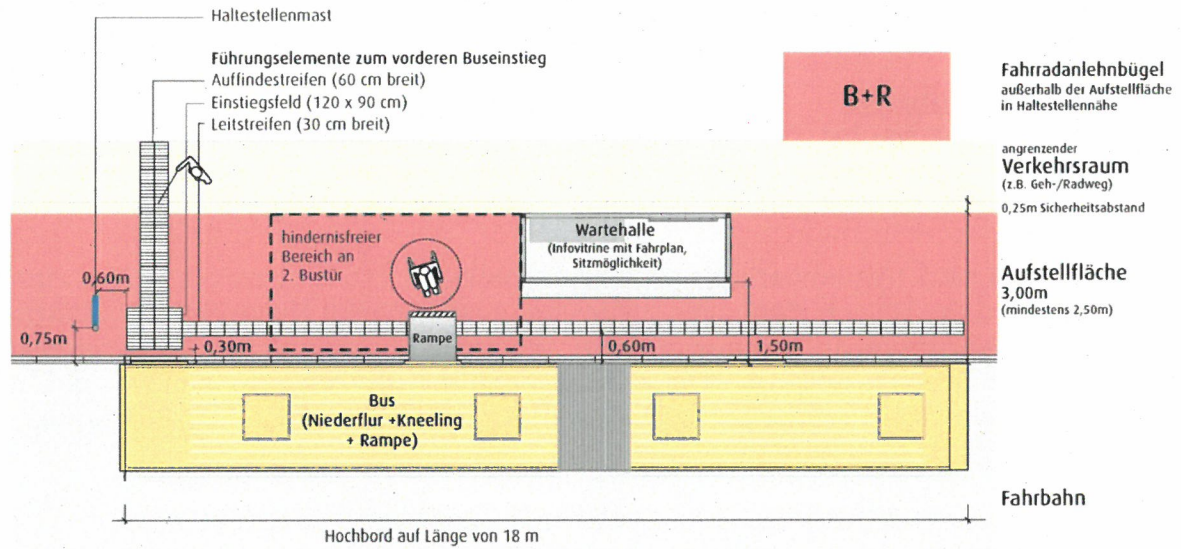 Haltestellenmast
Führungselemente zum vorderen Buseinstieg
Auffindestreifen (60 cm breit)
Einstiegsfeld (120 x 90 cm)
Leitstreifen (30 cm breit)
B+R
Fahrradanlehnbügel
außerhalb der Aufstellfläche
in Haltestellennähe
angrenzender
Verkehrsraum
(z.B. Geh-/Radweg)
0,25m Sicherheitsabstand
hindernisfreier
Bereich an
2. Bustür
Wartehalle
(Infovitrine mit Fahrplan,
Sitzmöglichkeit)
Aufstellfläche
3,00m
(mindestens 2,50m)
0,60m
0,75m
0,30m
Rampe
0,60m
1,50m
Bus
(Niederflur +Kneeling
+ Rampe)
Fahrbahn
Hochbord auf Länge von 18 m